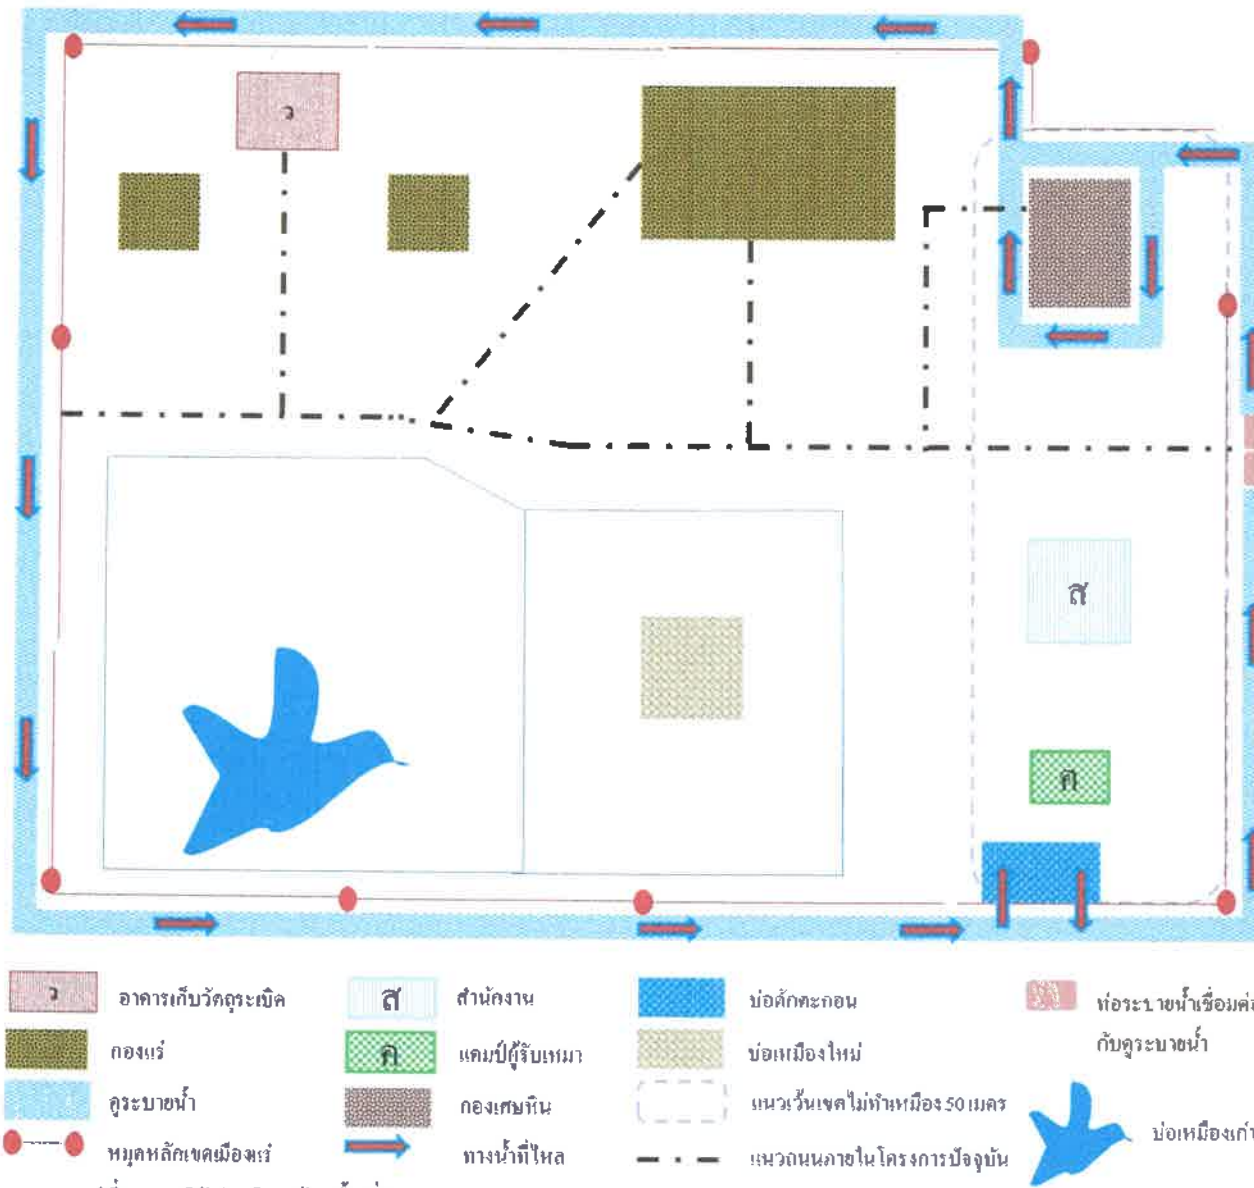 ว
ส
ค
ว อาคารเก็บวัตถุระเบิด
ส สำนักงาน
บ่อดักตะกอน
ท่อระบายน้ำเชื่อมต่อ
กับคูระบายน้ำ
กองแร่
ค แคมป์ผู้รับเหมา
บ่อเหมืองใหม่
คูระบายน้ำ
กองเศษหิน
แนวเว้นเขตไม่ทำเหมือง 50 เมตร
บ่อเหมืองเก่า
หมุดหลักเขตเหมืองแร่
ทางน้ำที่ไหล
แนวถนนภายในโครงการปัจจุบัน